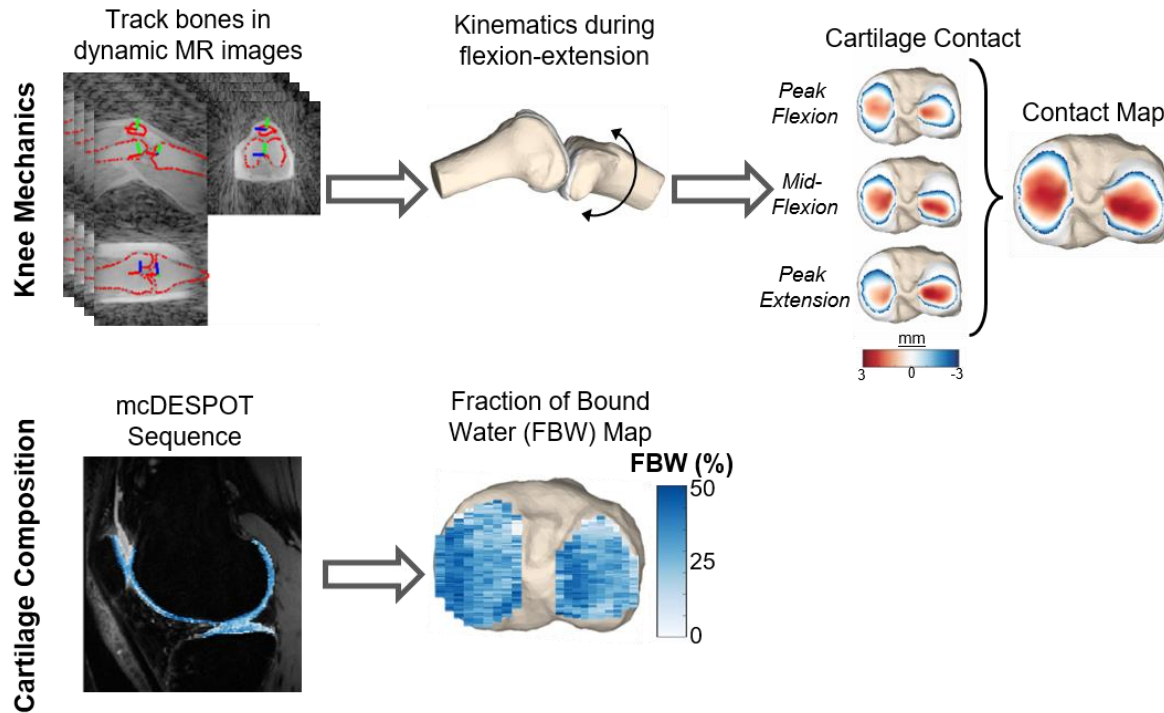 Knee Mechanics
Track bones in
dynamic MR images
Kinematics during
flexion-extension
Cartilage Contact
Peak
Flexion
Mid-
Flexion
Peak
Extension
mm
3
0
-3
Contact Map
Cartilage Composition
mcDESPOT
Sequence
Fraction of Bound
Water (FBW) Map
FBW (%)
50
25
0